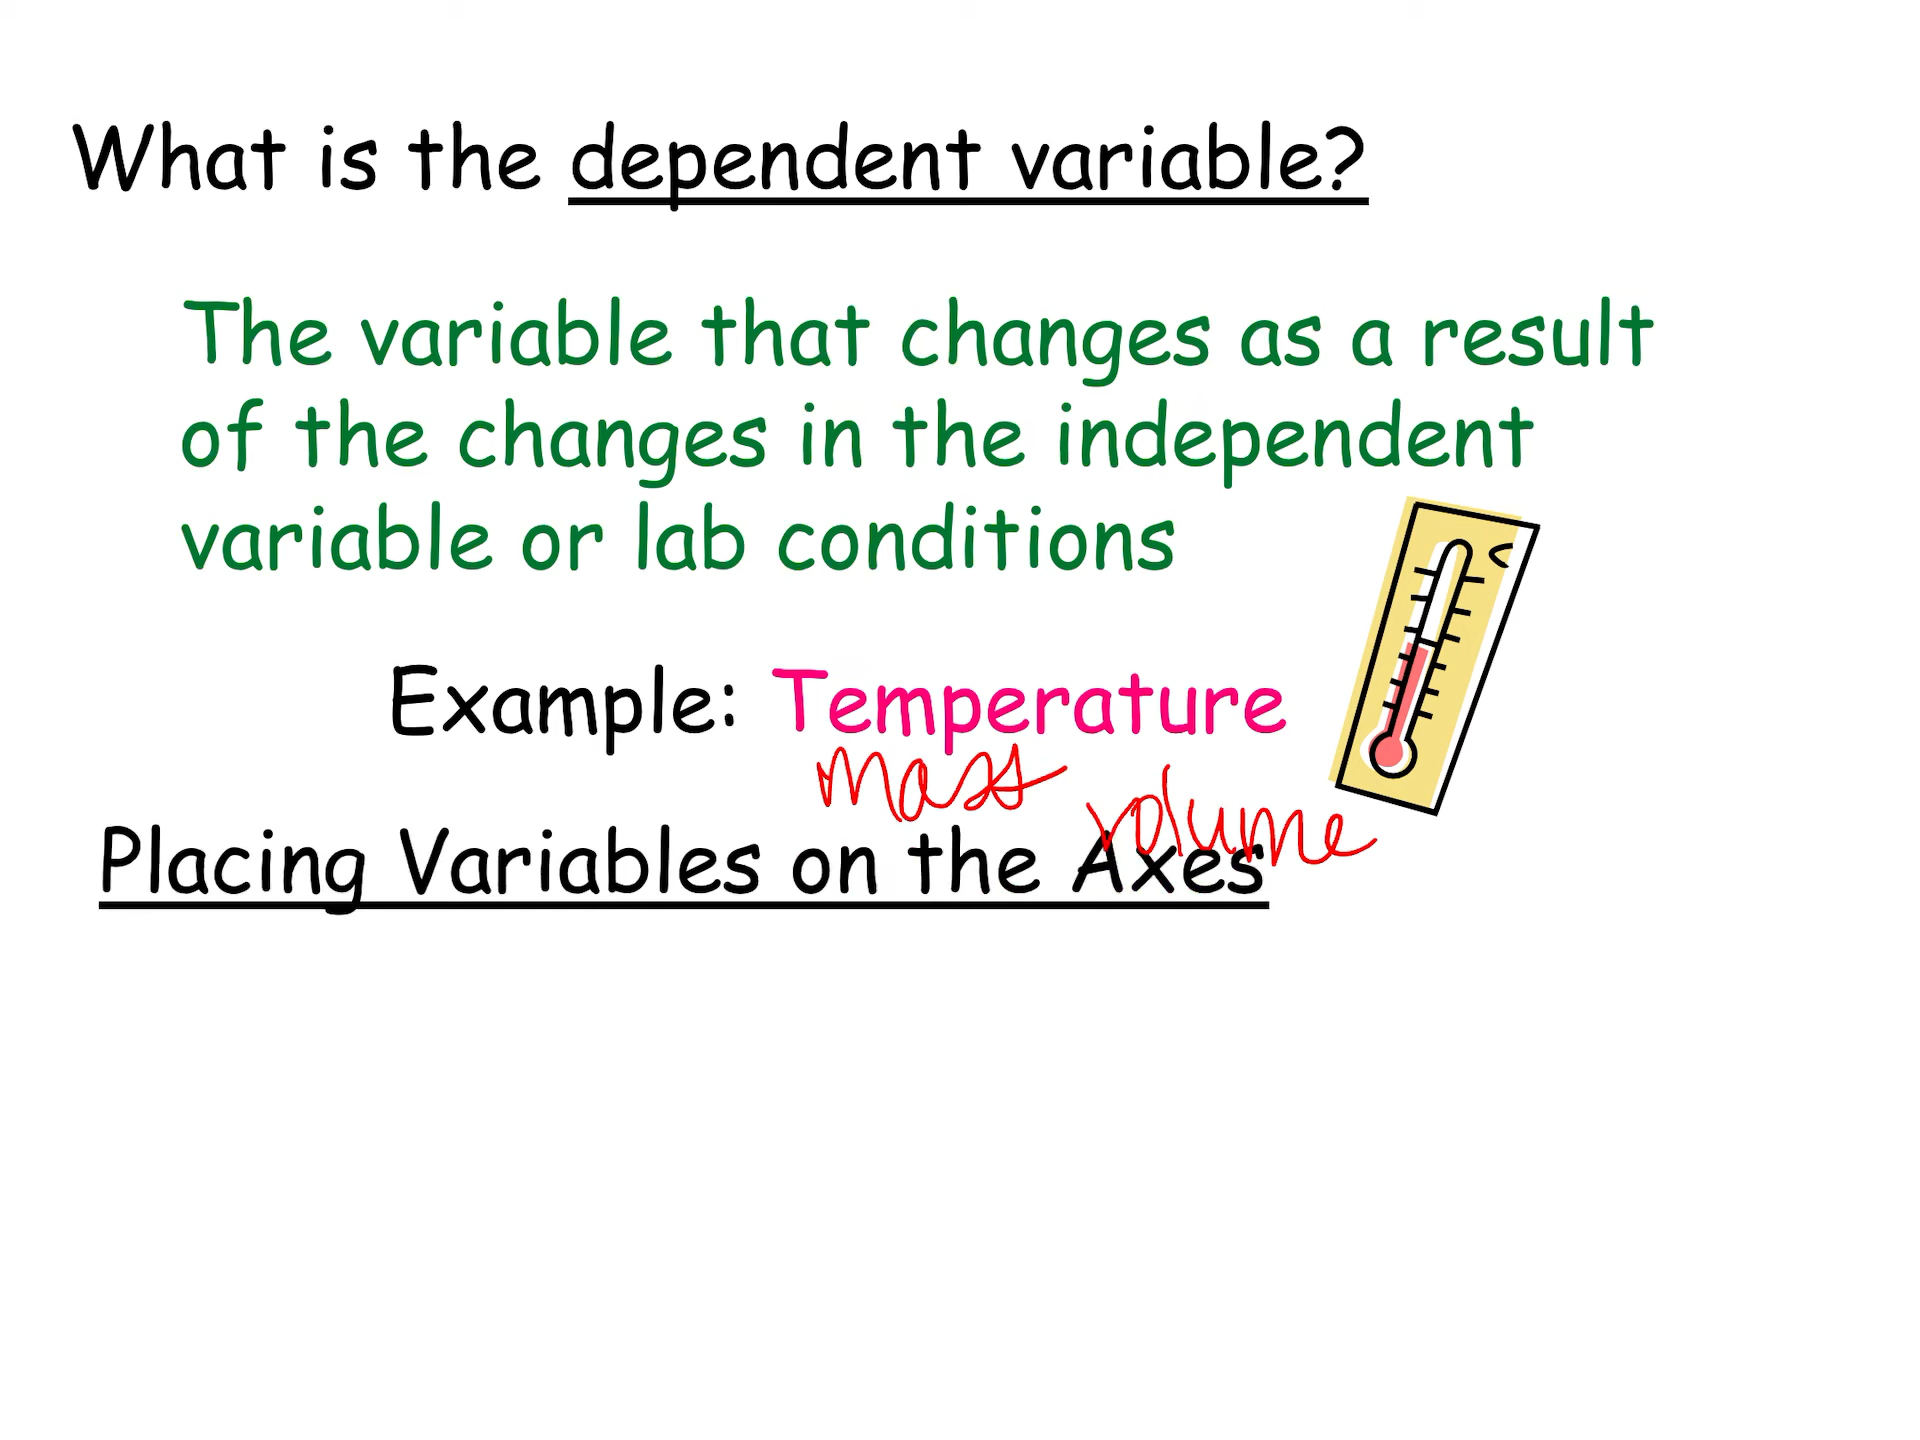 What is the dependent variable?
The variable that changes as a result
of the changes in the independent
variable or lab conditions
Example: Temperature
mass
volume
Placing Variables on the Axes